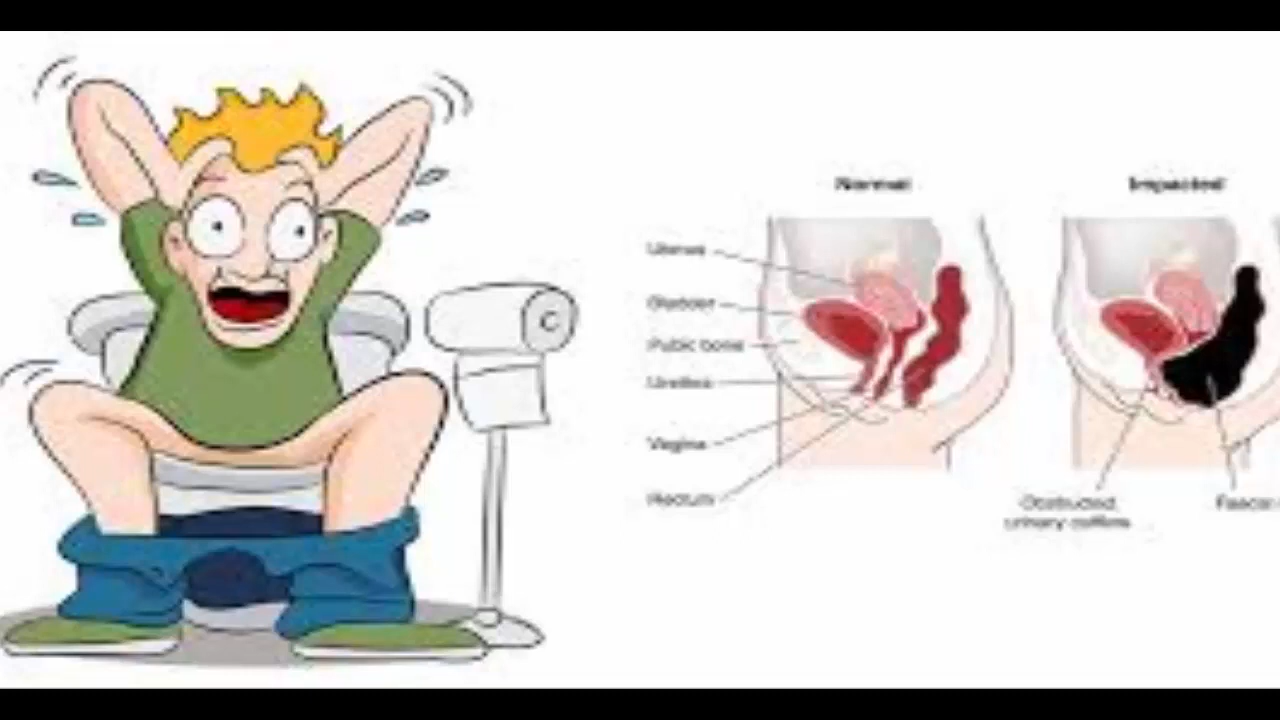 Normal
Impacted
Uterus
Bladder
Pubic bone
Urethra
Vagina
Rectum
Obstructed
urinary outflow